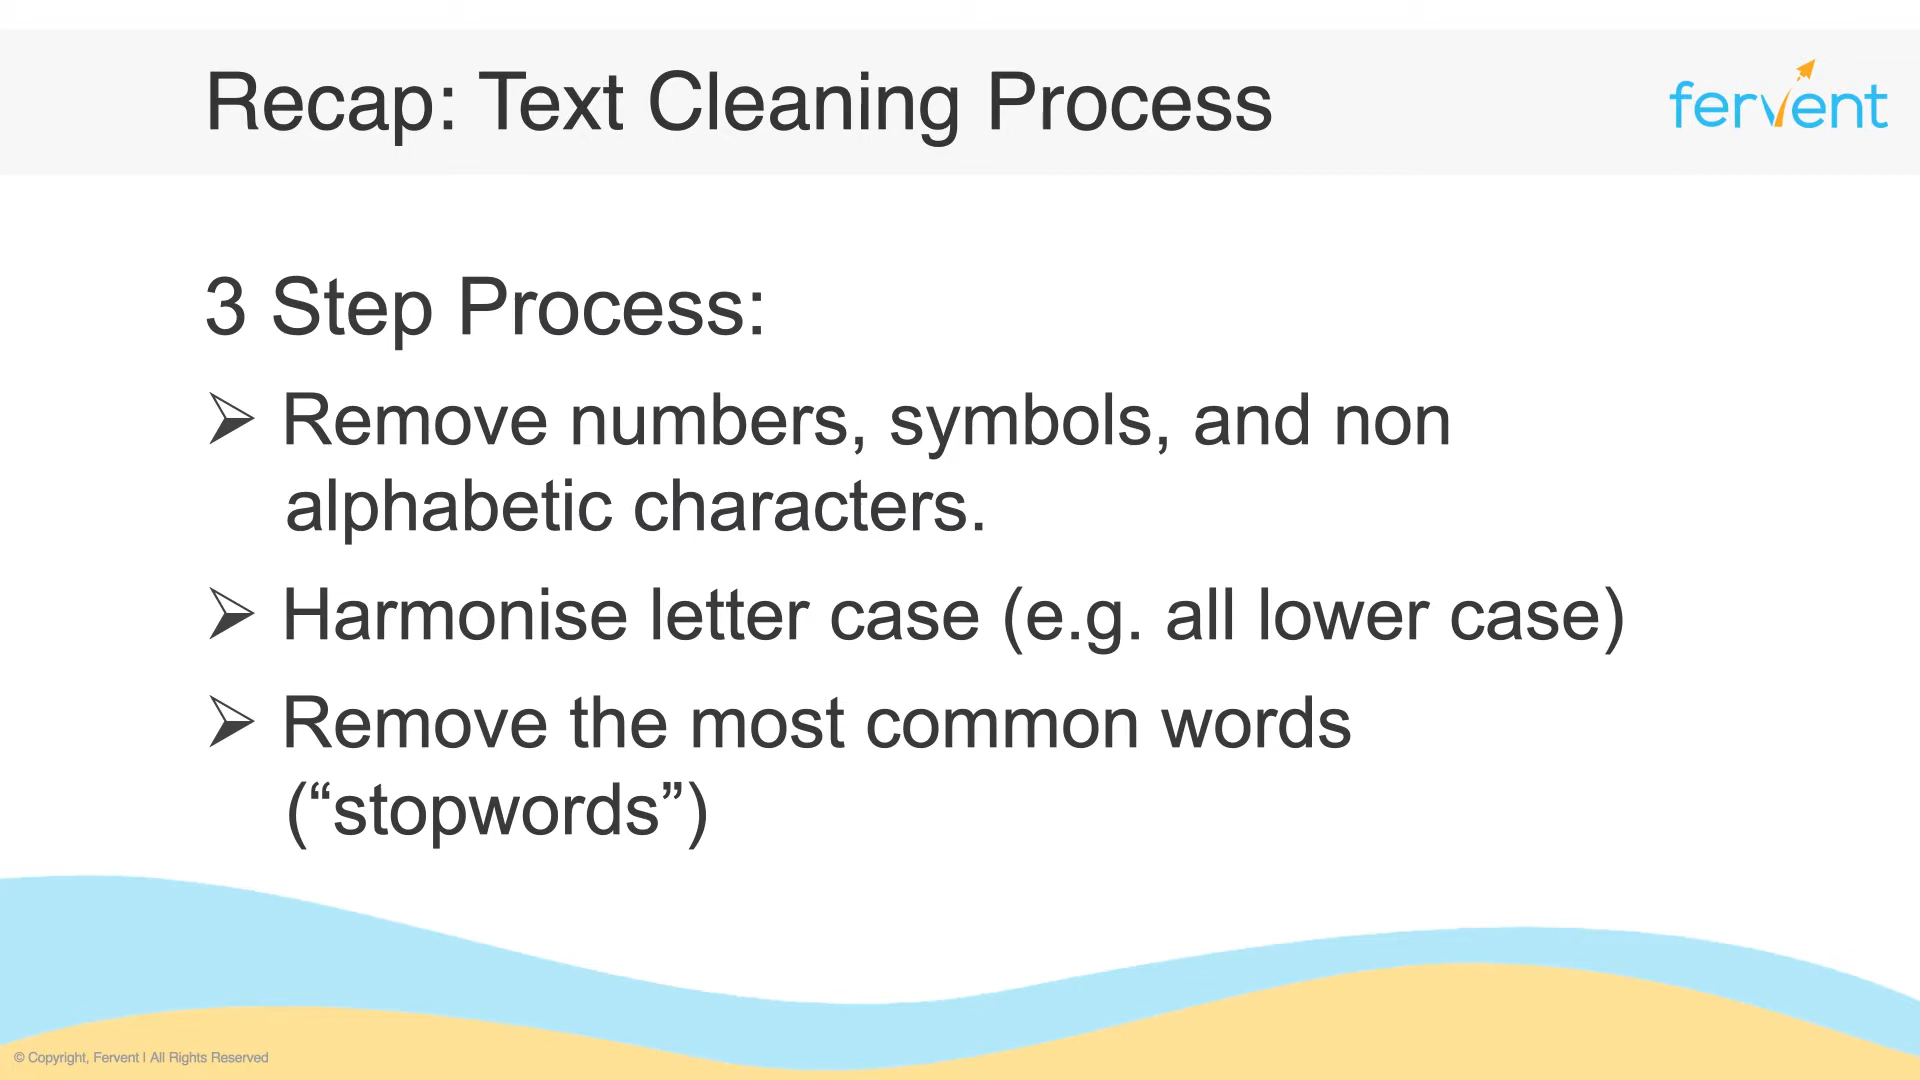 Recap: Text Cleaning Process
fervent
3 Step Process:
➢ Remove numbers, symbols, and non
alphabetic characters.
➢ Harmonise letter case (e.g. all lower case)
➢ Remove the most common words
(“stopwords”)
© Copyright, Fervent | All Rights Reserved